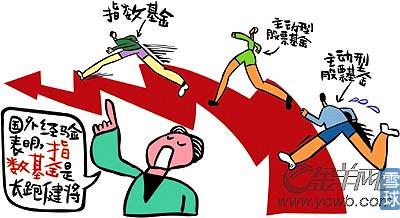 指数基金
主动型
股票基金
主动型
股票基金
国外经验
表明,指
数基金是
长跑健将
金羊网
www.ycwb.com
雪球